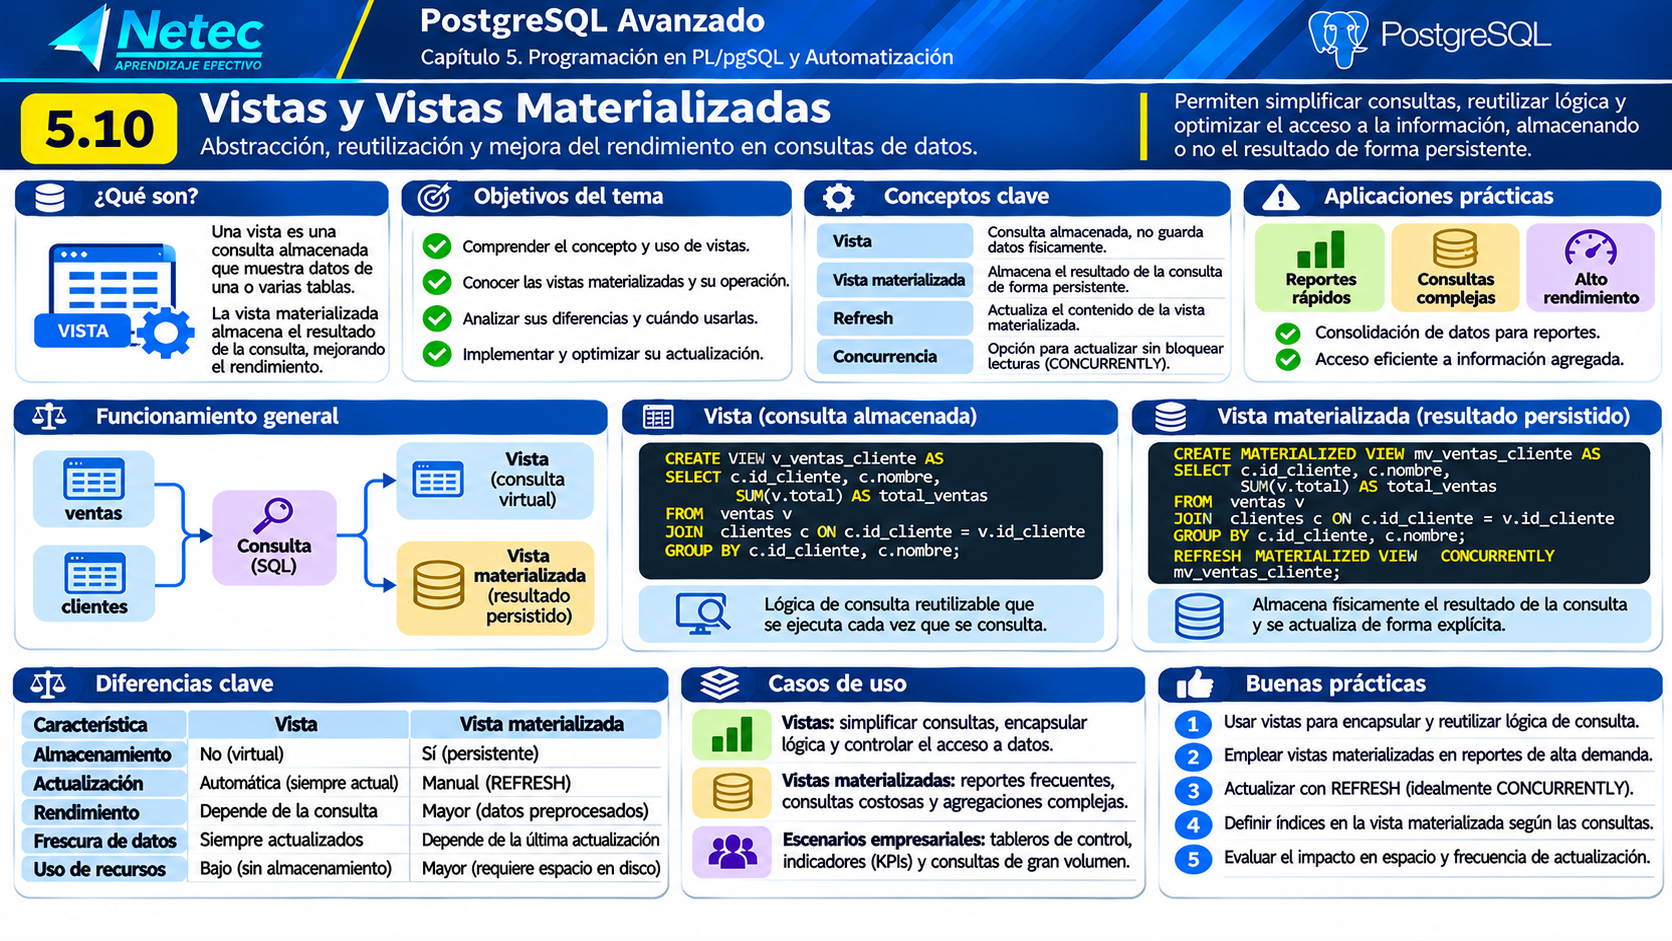 Netec
APRENDIZAJE EFECTIVO
PostgreSQL Avanzado
Capítulo 5. Programación en PL/pgSQL y Automatización
PostgreSQL
5.10
Vistas y Vistas Materializadas
Abstracción, reutilización y mejora del rendimiento en consultas de datos.
Permiten simplificar consultas, reutilizar lógica y
optimizar el acceso a la información, almacenando
o no el resultado de forma persistente.
¿Qué son?
VISTA
Una vista es una
consulta almacenada
que muestra datos de
una o varias tablas.
La vista materializada
almacena el resultado
de la consulta, mejorando
el rendimiento.
Objetivos del tema
Comprender el concepto y uso de vistas.
Conocer las vistas materializadas y su operación.
Analizar sus diferencias y cuándo usarlas.
Implementar y optimizar su actualización.
Conceptos clave
Vista
Consulta almacenada, no guarda
datos físicamente.
Vista materializada
Almacena el resultado de la consulta
de forma persistente.
Refresh
Actualiza el contenido de la vista
materializada.
Concurrencia
Opción para actualizar sin bloquear
lecturas (CONCURRENTLY).
Aplicaciones prácticas
Reportes
rápidos
Consultas
complejas
Alto
rendimiento
Consolidación de datos para reportes.
Acceso eficiente a información agregada.
Funcionamiento general
ventas
clientes
Consulta
(SQL)
Vista
(consulta
virtual)
Vista
materializada
(resultado
persistido)
Vista (consulta almacenada)
CREATE VIEW v_ventas_cliente AS
SELECT c.id_cliente, c.nombre,
SUM(v.total) AS total_ventas
FROM ventas v
JOIN clientes c ON c.id_cliente = v.id_cliente
GROUP BY c.id_cliente, c.nombre;
Lógica de consulta reutilizable que
se ejecuta cada vez que se consulta.
Vista materializada (resultado persistido)
CREATE MATERIALIZED VIEW mv_ventas_cliente AS
SELECT c.id_cliente, c.nombre,
SUM(v.total) AS total_ventas
FROM ventas v
JOIN clientes c ON c.id_cliente = v.id_cliente
GROUP BY c.id_cliente, c.nombre;
REFRESH MATERIALIZED VIEW CONCURRENTLY
mv_ventas_cliente;
Almacena físicamente el resultado de la consulta
y se actualiza de forma explícita.
Diferencias clave
Característica Vista Vista materializada
Almacenamiento No (virtual) Sí (persistente)
Actualización Automática (siempre actual) Manual (REFRESH)
Rendimiento Depende de la consulta Mayor (datos preprocesados)
Frescura de datos Siempre actualizados Depende de la última actualización
Uso de recursos Bajo (sin almacenamiento) Mayor (requiere espacio en disco)
Casos de uso
Vistas: simplificar consultas, encapsular
lógica y controlar el acceso a datos.
Vistas materializadas: reportes frecuentes,
consultas costosas y agregaciones complejas.
Escenarios empresariales: tableros de control,
indicadores (KPIs) y consultas de gran volumen.
Buenas prácticas
1 Usar vistas para encapsular y reutilizar lógica de consulta.
2 Emplear vistas materializadas en reportes de alta demanda.
3 Actualizar con REFRESH (idealmente CONCURRENTLY).
4 Definir índices en la vista materializada según las consultas.
5 Evaluar el impacto en espacio y frecuencia de actualización.